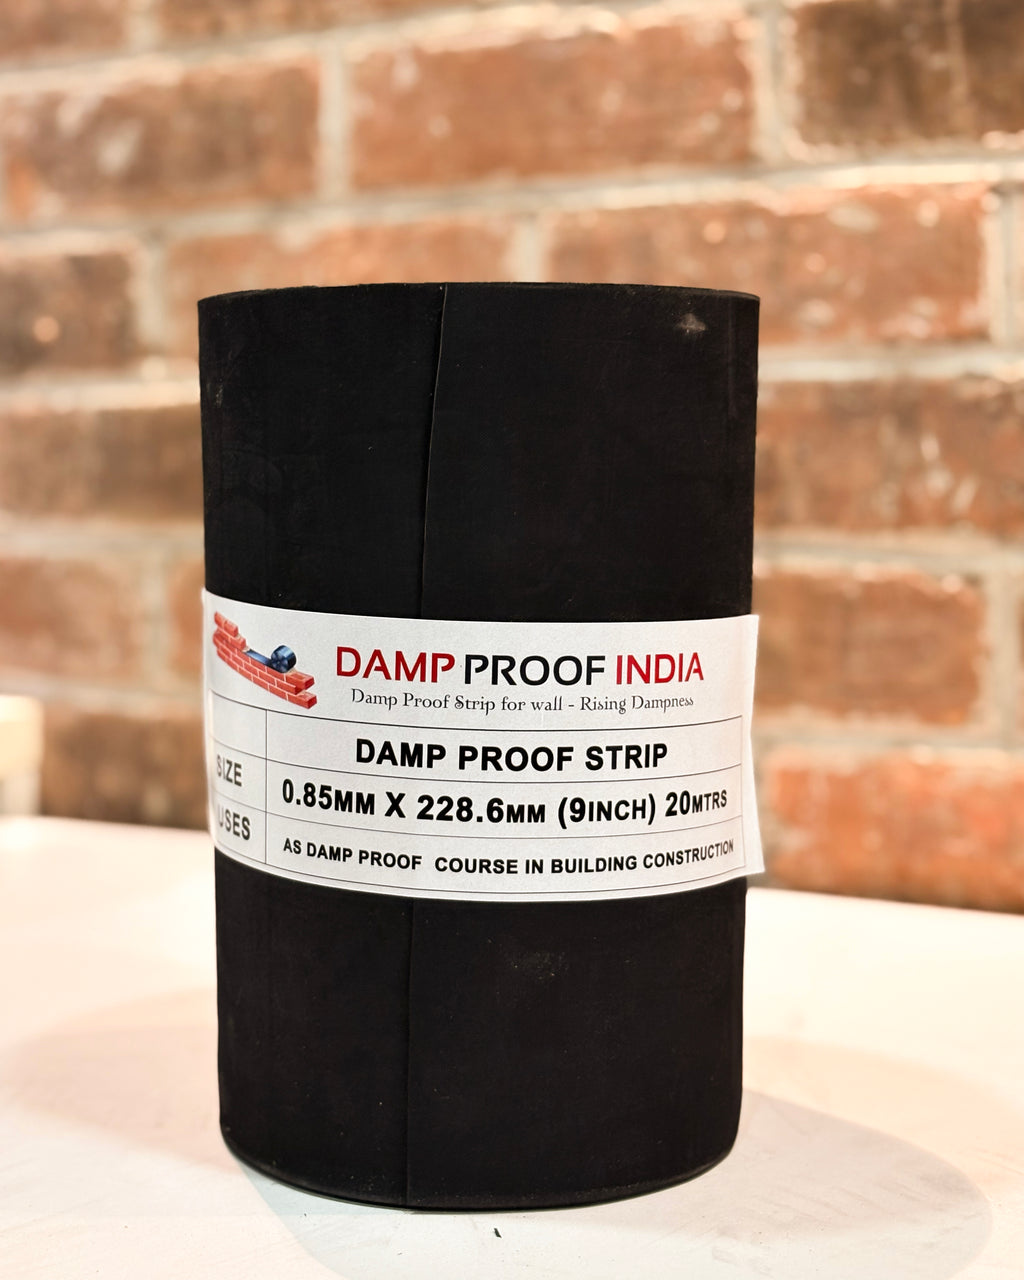 DAMP PROOF INDIA
Damp Proof Strip for wall - Rising Dampness
DAMP PROOF STRIP
SIZE 0.85MM X 228.6MM (9INCH) 20MTRS
USES AS DAMP PROOF COURSE IN BUILDING CONSTRUCTION